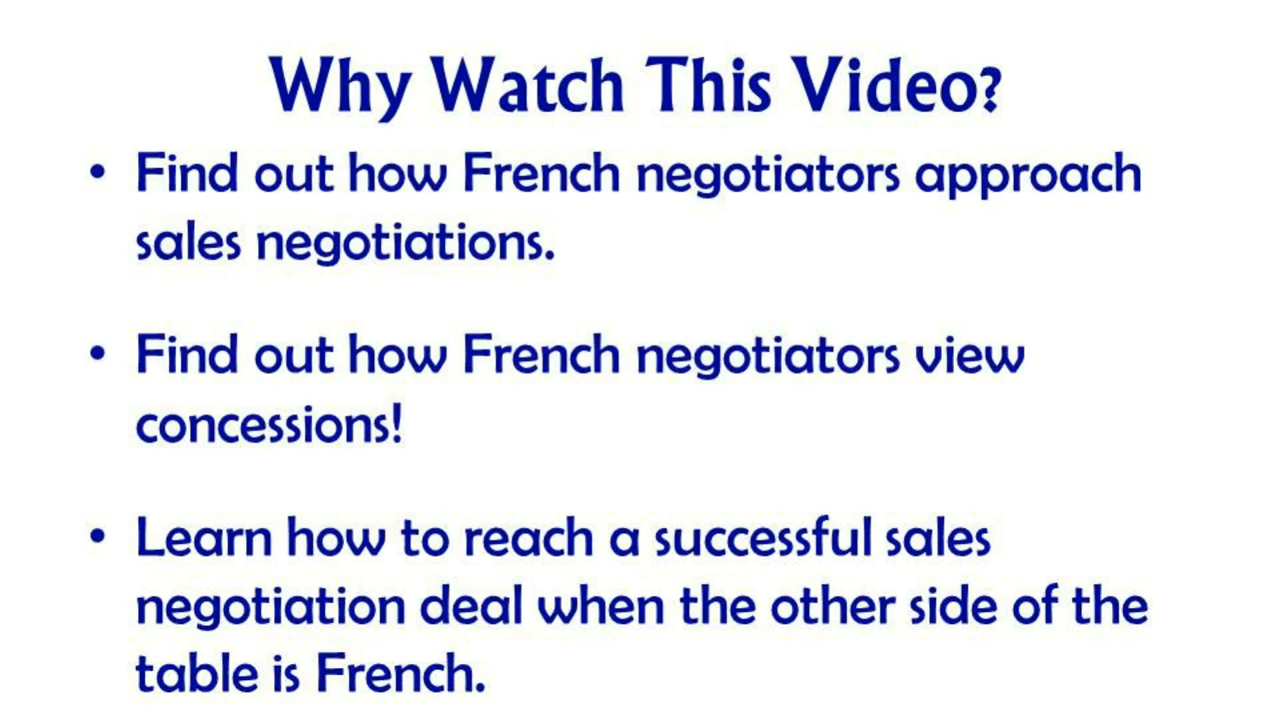 Why Watch This Video?
• Find out how French negotiators approach
sales negotiations.
• Find out how French negotiators view
concessions!
• Learn how to reach a successful sales
negotiation deal when the other side of the
table is French.